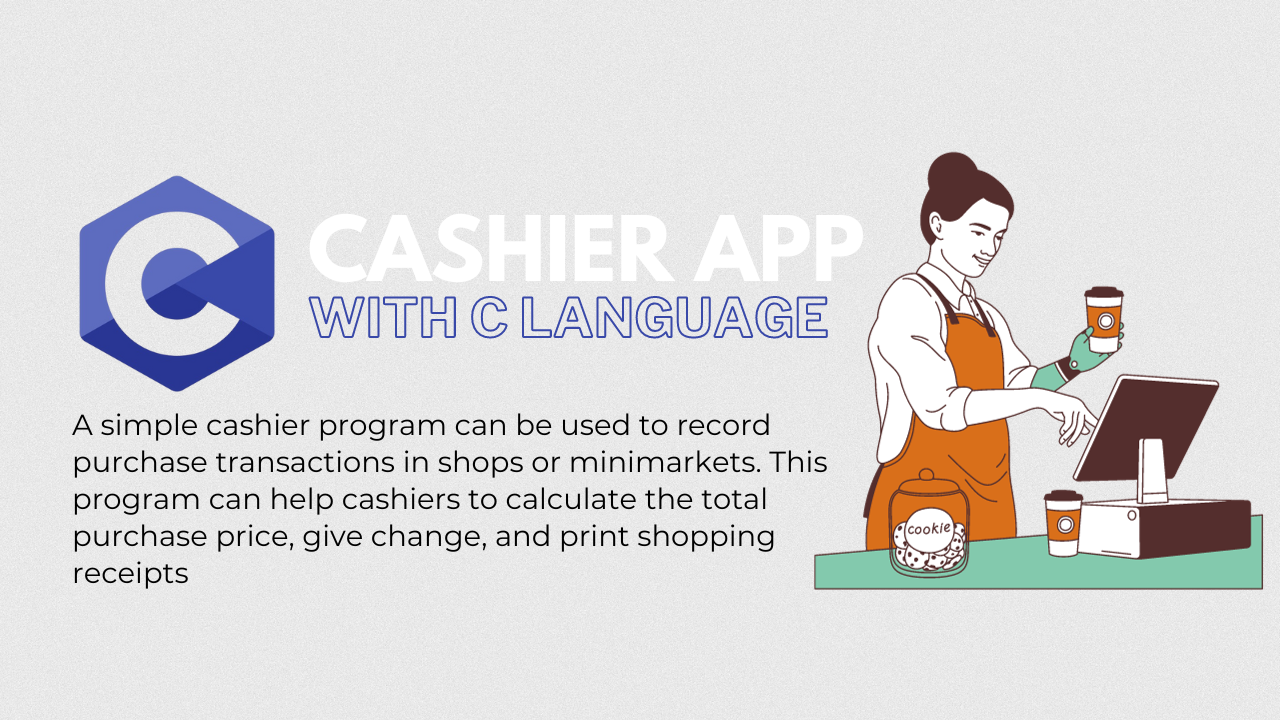 C
CASHIER APP
WITH C LANGUAGE
A simple cashier program can be used to record
purchase transactions in shops or minimarkets. This
program can help cashiers to calculate the total
purchase price, give change, and print shopping
receipts
cookie